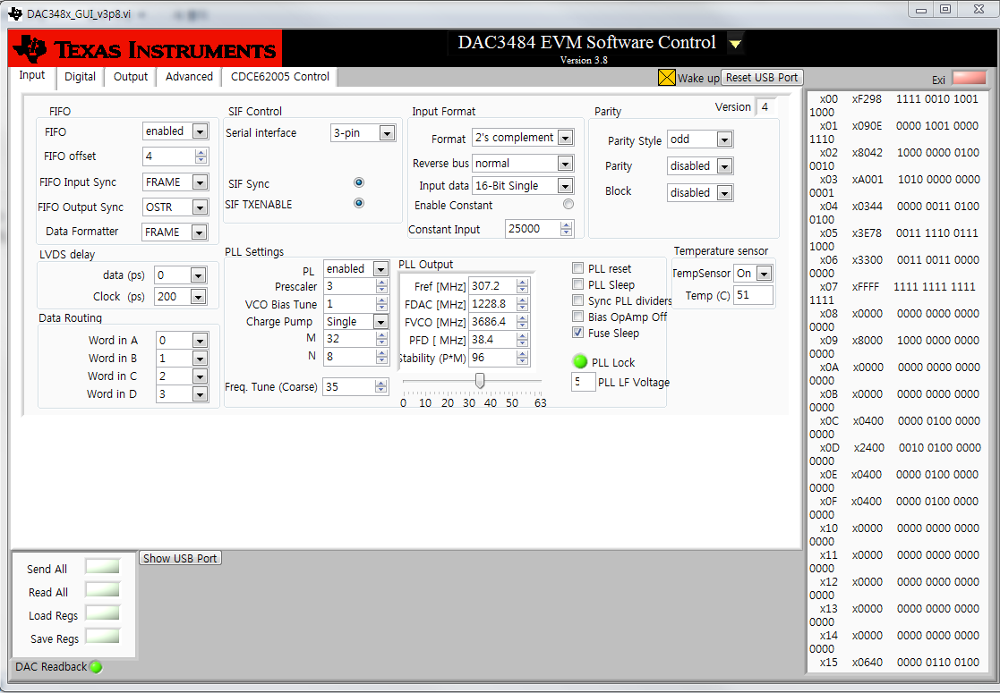 DAC348x_GUI_v3p8.vi
TEXAS INSTRUMENTS
DAC3484 EVM Software Control
Version 3.8
Input Digital Output Advanced CDCE62005 Control
Wake up Reset USB Port
Exi
Version 4
FIFO
FIFO enabled
FIFO offset 4
FIFO Input Sync FRAME
FIFO Output Sync OSTR
Data Formatter FRAME
SIF Control
Serial interface 3-pin
SIF Sync
SIF TXENABLE
Input Format
Format 2's complement
Reverse bus normal
Input data 16-Bit Single
Enable Constant
Constant Input 25000
Parity
Parity Style odd
Parity disabled
Block disabled
LVDS delay
data (ps) 0
Clock (ps) 200
Data Routing
Word in A 0
Word in B 1
Word in C 2
Word in D 3
PLL Settings
PL enabled
Prescaler 3
VCO Bias Tune 1
Charge Pump Single
M 32
N 8
Freq. Tune (Coarse) 35
0 10 20 30 40 50 63
PLL Output
Fref [MHz] 307.2
FDAC [MHz] 1228.8
FVCO [MHz] 3686.4
PFD [ MHz] 38.4
Stability (P*M) 96
PLL reset
PLL Sleep
Sync PLL dividers
Bias OpAmp Off
Fuse Sleep
PLL Lock
5 PLL LF Voltage
Temperature sensor
TempSensor On
Temp (C) 51
x00 xF298 1111 0010 1001
1000
x01 x090E 0000 1001 0000
1110
x02 x8042 1000 0000 0100
0010
x03 xA001 1010 0000 0000
0001
x04 x0344 0000 0011 0100
0100
x05 x3E78 0011 1110 0111
1000
x06 x3300 0011 0011 0000
0000
x07 xFFFF 1111 1111 1111
1111
x08 x0000 0000 0000 0000
0000
x09 x8000 1000 0000 0000
0000
x0A x0000 0000 0000 0000
0000
x0B x0000 0000 0000 0000
0000
x0C x0400 0000 0100 0000
0000
x0D x2400 0010 0100 0000
0000
x0E x0400 0000 0100 0000
0000
x0F x0400 0000 0100 0000
0000
x10 x0000 0000 0000 0000
0000
x11 x0000 0000 0000 0000
0000
x12 x0000 0000 0000 0000
0000
x13 x0000 0000 0000 0000
0000
x14 x0000 0000 0000 0000
0000
x15 x0640 0000 0110 0100
Show USB Port
Send All
Read All
Load Regs
Save Regs
DAC Readback